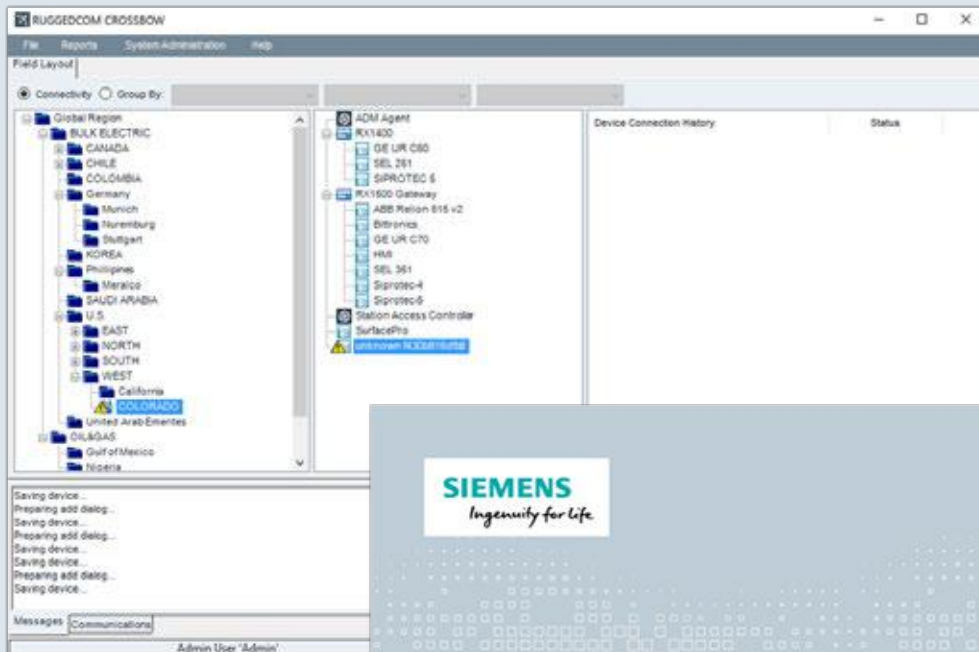 RUGGEDCOM CROSSBOW
File Reports System Administration Help
Field Layout
Connectivity Group By:
Global Region
BULK ELECTRIC
CANADA
CHILE
COLOMBIA
Germany
Munich
Nuremburg
Stuttgart
KOREA
Phillipines
Meralco
SAUDI ARABIA
U.S
EAST
NORTH
SOUTH
WEST
California
COLORADO
United Arab Ementes
OIL&GAS
Gulf of Mexico
Nigeria
ADM Agent
RX1400
GE UR C60
SEL 261
SIPROTEC 5
RX1500 Gateway
ABB Relion 615 v2
Bitronics
GE UR C70
HMI
SEL 361
Siprotec-4
Siprotec-5
Station Access Controller
SurfacePro
unknown
Device Connection History Status
Saving device...
Preparing add dialog...
Saving device...
Preparing add dialog...
Saving device...
Saving device...
Preparing add dialog...
Saving device...
Messages Communications
Admin User 'Admin'
SIEMENS
Ingenuity for life